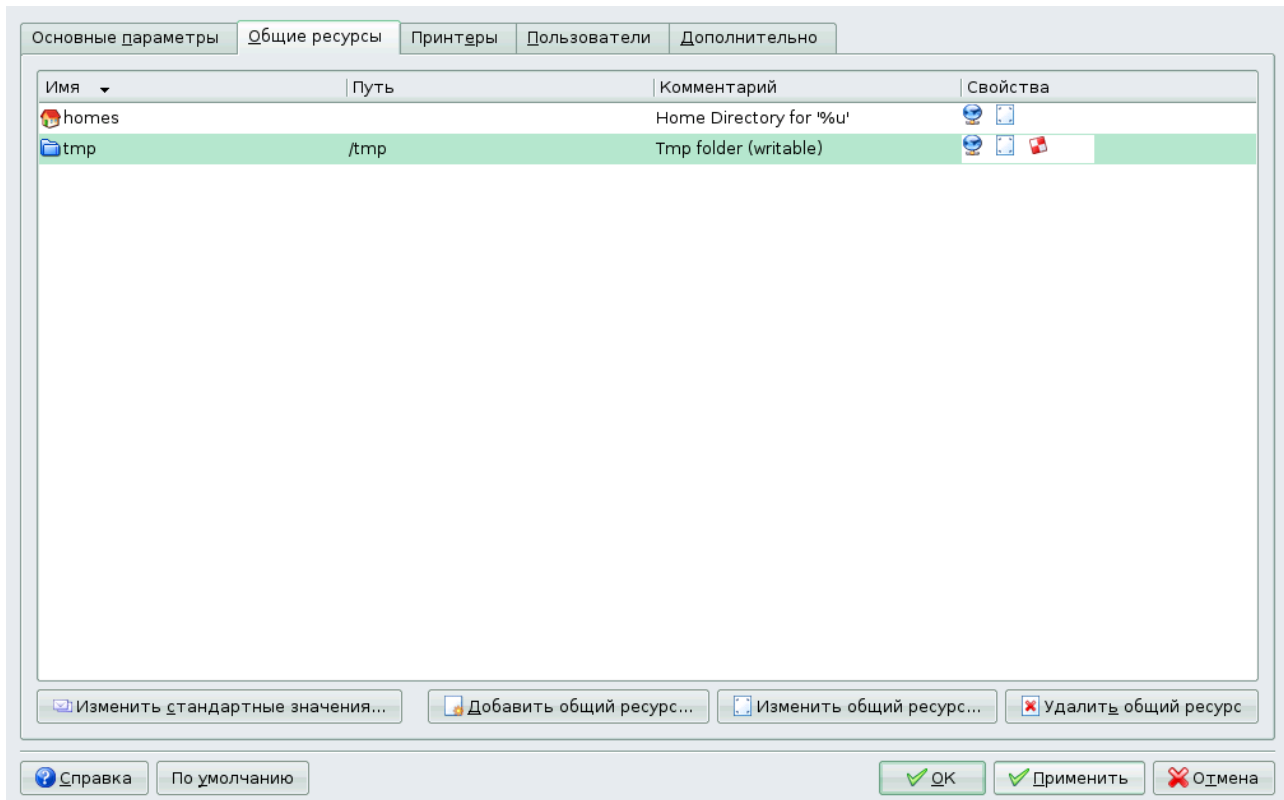 Основные параметры Общие ресурсы Принтеры Пользователи Дополнительно
Имя Путь Комментарий Свойства
homes Home Directory for '%u'
tmp /tmp Tmp folder (writable)
Изменить стандартные значения... Добавить общий ресурс... Изменить общий ресурс... Удалить общий ресурс
Справка По умолчанию OK Применить Отмена